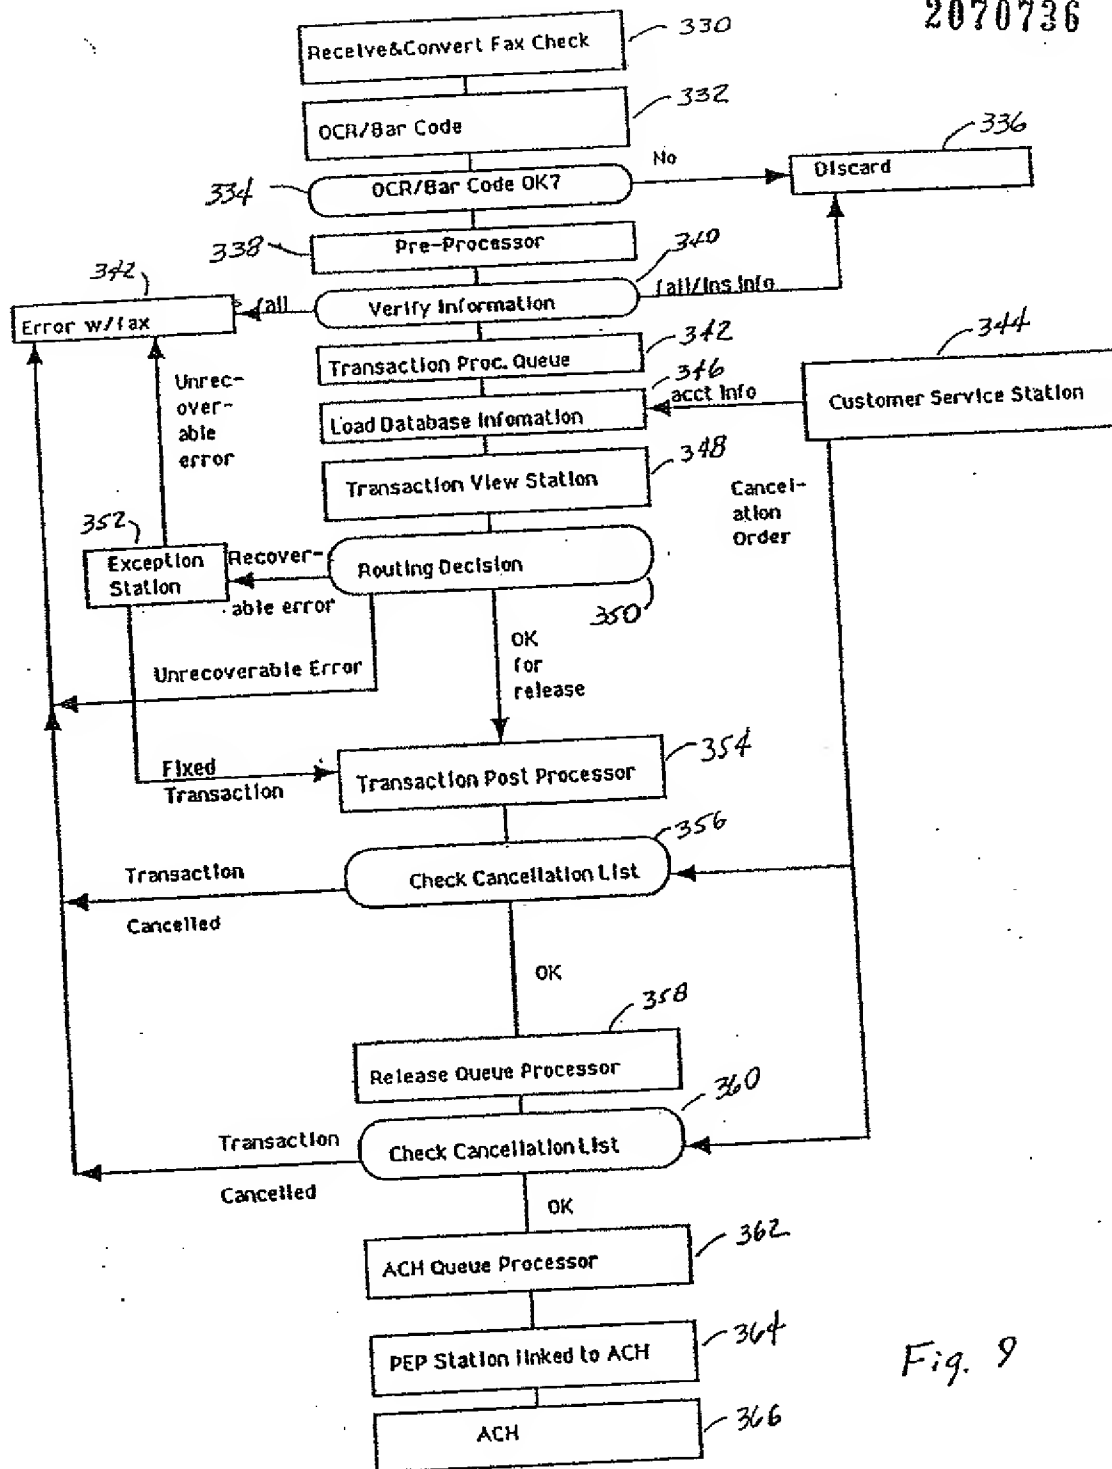 2070736
Receive&Convert Fax Check
330
OCR/Bar Code
332
334
OCR/Bar Code OK?
No
Discard
336
338
Pre-Processor
342
Error w/fax
fail
Verify Information
340
fail/ins info
Transaction Proc. Queue
342
Load Database Infomation
346
acct info
Customer Service Station
344
Unrec-
over-
able
error
Transaction View Station
348
Cancel-
ation
Order
352
Exception
Station
Recover-
able error
Routing Decision
350
Unrecoverable Error
OK
for
release
Fixed
Transaction
Transaction Post Processor
354
Transaction
Cancelled
Check Cancellation List
356
OK
Release Queue Processor
358
Transaction
Cancelled
Check Cancellation List
360
OK
ACH Queue Processor
362
PEP Station linked to ACH
364
ACH
366
Fig. 9